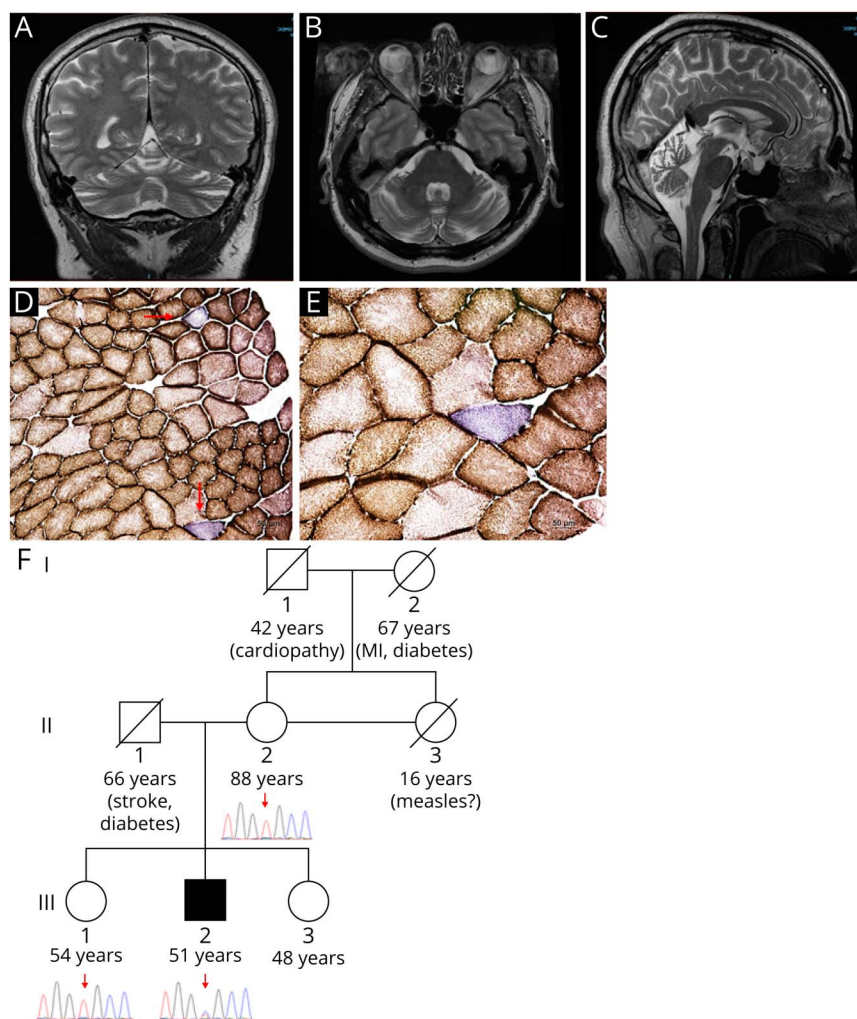 A
B
C
D
E
50 µm
50 µm
F
I
1
2
42 years
67 years
(cardiopathy)
(MI, diabetes)
II
1
2
3
66 years
88 years
16 years
(stroke,
(measles?)
diabetes)
III
1
2
3
54 years
51 years
48 years